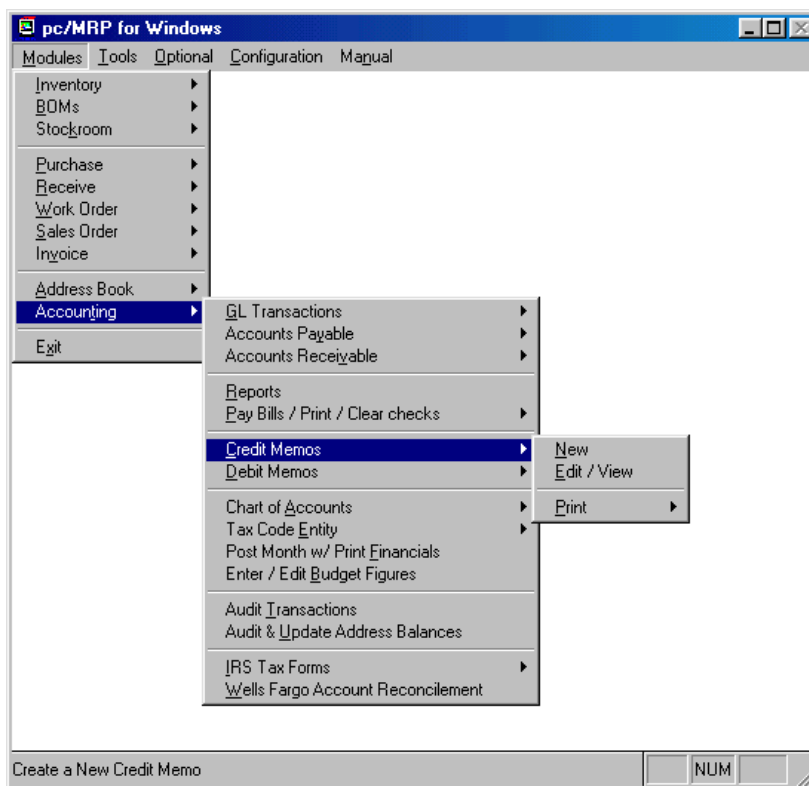 pc/MRP for Windows
Modules Tools Optional Configuration Manual
Inventory
BOMs
Stockroom
Purchase
Receive
Work Order
Sales Order
Invoice
Address Book
Accounting
Exit
GL Transactions
Accounts Payable
Accounts Receivable
Reports
Pay Bills / Print / Clear checks
Credit Memos
Debit Memos
Chart of Accounts
Tax Code Entity
Post Month w/ Print Financials
Enter / Edit Budget Figures
Audit Transactions
Audit & Update Address Balances
IRS Tax Forms
Wells Fargo Account Reconcilement
New
Edit / View
Print
Create a New Credit Memo NUM